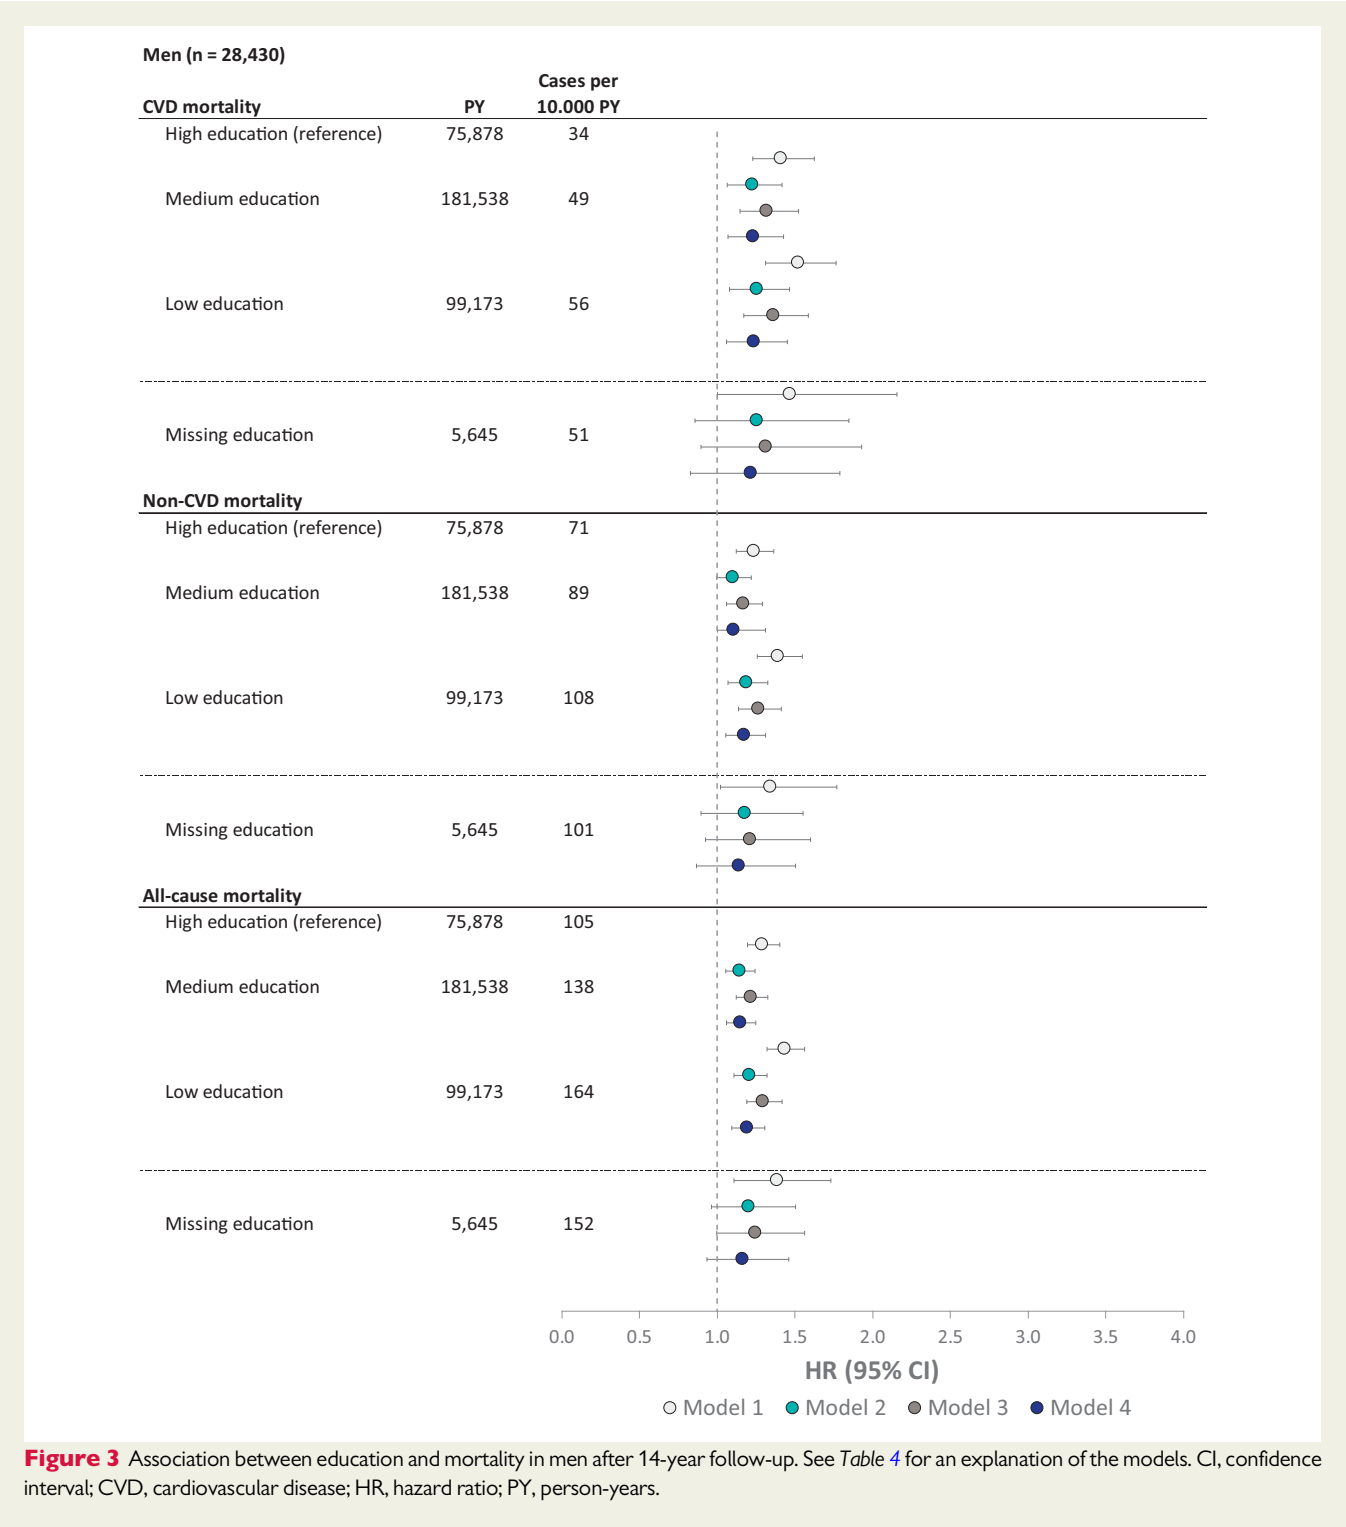 Men (n = 28,430)
Cases per
CVD mortality PY 10.000 PY
High education (reference) 75,878 34
Medium education 181,538 49
Low education 99,173 56
Missing education 5,645 51
Non-CVD mortality
High education (reference) 75,878 71
Medium education 181,538 89
Low education 99,173 108
Missing education 5,645 101
All-cause mortality
High education (reference) 75,878 105
Medium education 181,538 138
Low education 99,173 164
Missing education 5,645 152
0.0 0.5 1.0 1.5 2.0 2.5 3.0 3.5 4.0
HR (95% CI)
Model 1 Model 2 Model 3 Model 4
Figure 3 Association between education and mortality in men after 14-year follow-up. See Table 4 for an explanation of the models. CI, confidence
interval; CVD, cardiovascular disease; HR, hazard ratio; PY, person-years.